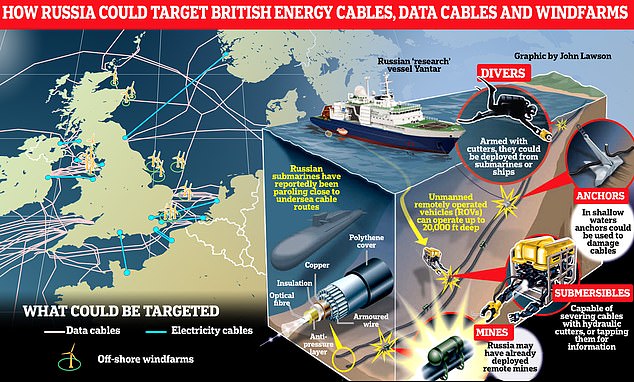 HOW RUSSIA COULD TARGET BRITISH ENERGY CABLES, DATA CABLES AND WINDFARMS
Russian 'research'
vessel Yantar
Graphic by John Lawson
DIVERS
Armed with
cutters, they could
be deployed from
submarines or
ships
Russian
submarines have
reportedly been
paroling close to
undersea cable
routes
Unmanned
remotely operated
vehicles (ROVs)
can operate up to
20,000 ft deep
ANCHORS
In shallow
waters
anchors could
be used to
damage
cables
Polythene
cover
Copper
Insulation
Optical
fibre
Armoured
wire
Anti-
pressure
layer
SUBMERSIBLES
Capable of
severing cables
with hydraulic
cutters, or tapping
them for
information
MINES
Russia may
have already
deployed
remote mines
WHAT COULD BE TARGETED
Data cables
Electricity cables
Off-shore windfarms